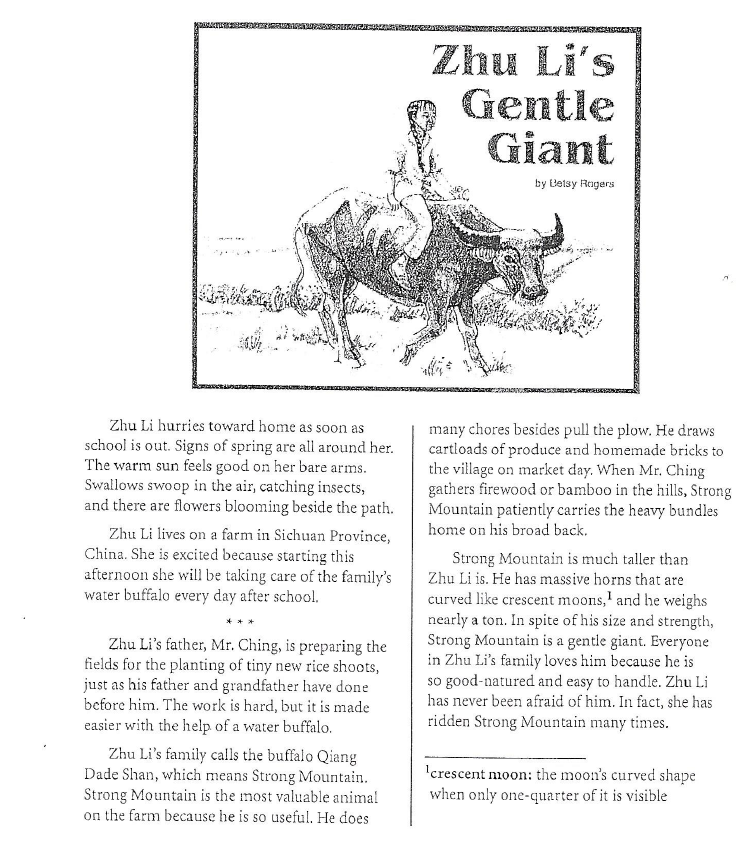 Zhu Li's
Gentle
Giant
by Betsy Rogers
Zhu Li hurries toward home as soon as
school is out. Signs of spring are all around her.
The warm sun feels good on her bare arms.
Swallows swoop in the air, catching insects,
and there are flowers blooming beside the path.
Zhu Li lives on a farm in Sichuan Province,
China. She is excited because starting this
afternoon she will be taking care of the family's
water buffalo every day after school.
* * *
Zhu Li's father, Mr. Ching, is preparing the
fields for the planting of tiny new rice shoots,
just as his father and grandfather have done
before him. The work is hard, but it is made
easier with the help of a water buffalo.
Zhu Li's family calls the buffalo Qiang
Dade Shan, which means Strong Mountain.
Strong Mountain is the most valuable animal
on the farm because he is so useful. He does
many chores besides pull the plow. He draws
cartloads of produce and homemade bricks to
the village on market day. When Mr. Ching
gathers firewood or bamboo in the hills, Strong
Mountain patiently carries the heavy bundles
home on his broad back.
Strong Mountain is much taller than
Zhu Li is. He has massive horns that are
curved like crescent moons,¹ and he weighs
nearly a ton. In spite of his size and strength,
Strong Mountain is a gentle giant. Everyone
in Zhu Li's family loves him because he is
so good-natured and easy to handle. Zhu Li
has never been afraid of him. In fact, she has
ridden Strong Mountain many times.
¹crescent moon: the moon's curved shape
when only one-quarter of it is visible